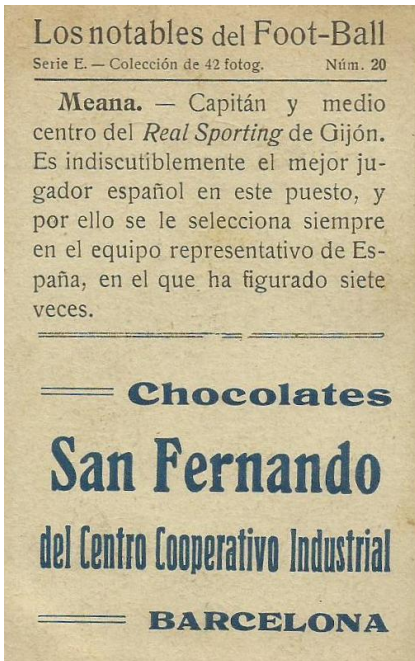 Los notables del Foot-Ball
Serie E. — Colección de 42 fotog. Núm. 20
Meana. — Capitán y medio
centro del Real Sporting de Gijón.
Es indiscutiblemente el mejor ju-
gador español en este puesto, y
por ello se le selecciona siempre
en el equipo representativo de Es-
paña, en el que ha figurado siete
veces.
Chocolates
San Fernando
del Centro Cooperativo Industrial
BARCELONA